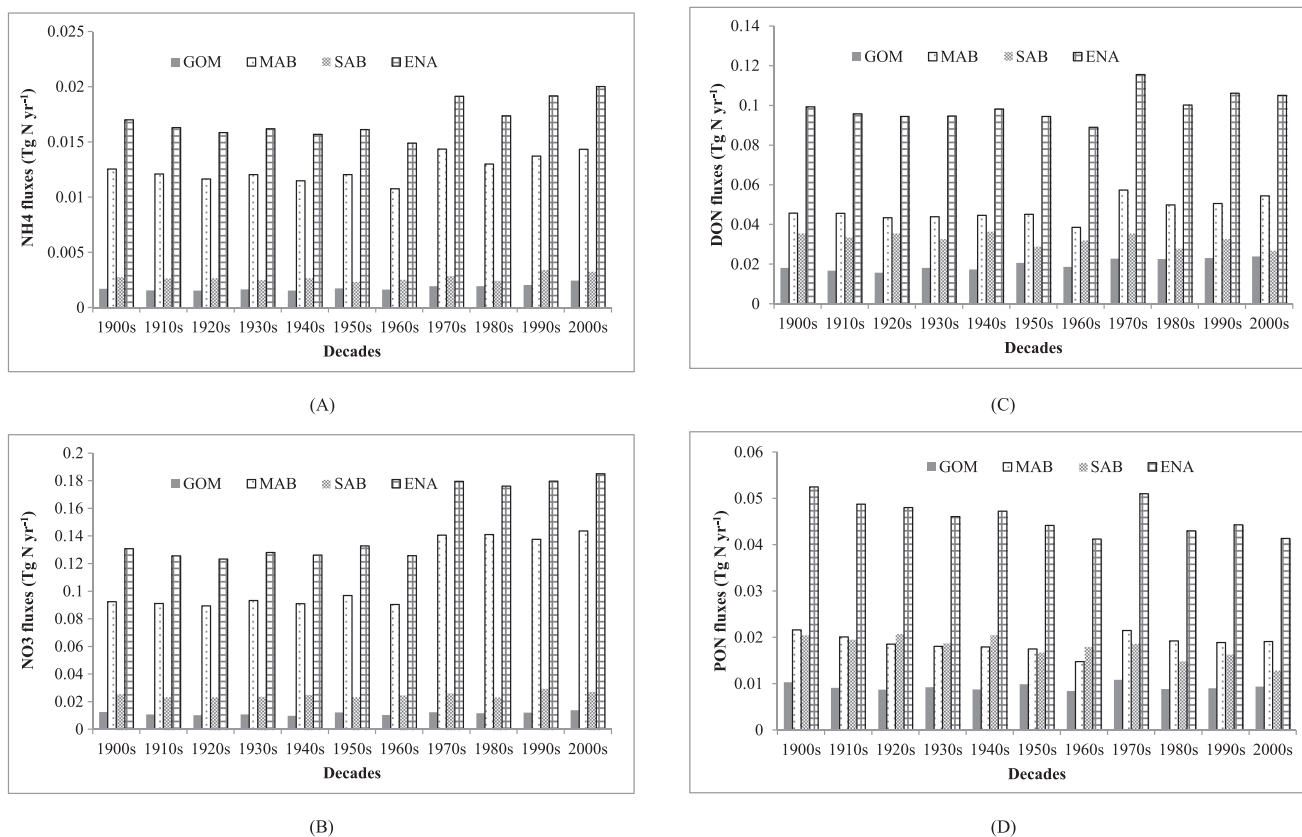 0.025
GOM MAB SAB ENA
0.02
0.015
0.01
0.005
0
NH4 fluxes (Tg N yr⁻¹)
1900s 1910s 1920s 1930s 1940s 1950s 1960s 1970s 1980s 1990s 2000s
Decades
(A)
0.14
GOM MAB SAB ENA
0.12
0.1
0.08
0.06
0.04
0.02
0
DON fluxes (Tg N yr⁻¹)
1900s 1910s 1920s 1930s 1940s 1950s 1960s 1970s 1980s 1990s 2000s
Decades
(C)
0.2
GOM MAB SAB ENA
0.18
0.16
0.14
0.12
0.1
0.08
0.06
0.04
0.02
0
NO3 fluxes (Tg N yr⁻¹)
1900s 1910s 1920s 1930s 1940s 1950s 1960s 1970s 1980s 1990s 2000s
Decades
(B)
0.06
GOM MAB SAB ENA
0.05
0.04
0.03
0.02
0.01
0
PON fluxes (Tg N yr⁻¹)
1900s 1910s 1920s 1930s 1940s 1950s 1960s 1970s 1980s 1990s 2000s
Decades
(D)